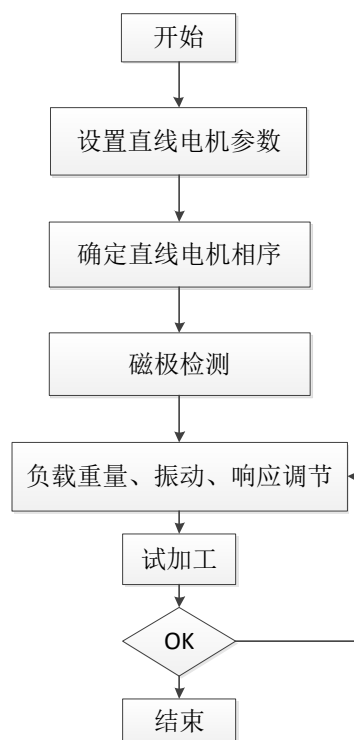 开始
设置直线电机参数
确定直线电机相序
磁极检测
负载重量、振动、响应调节
试加工
OK
结束